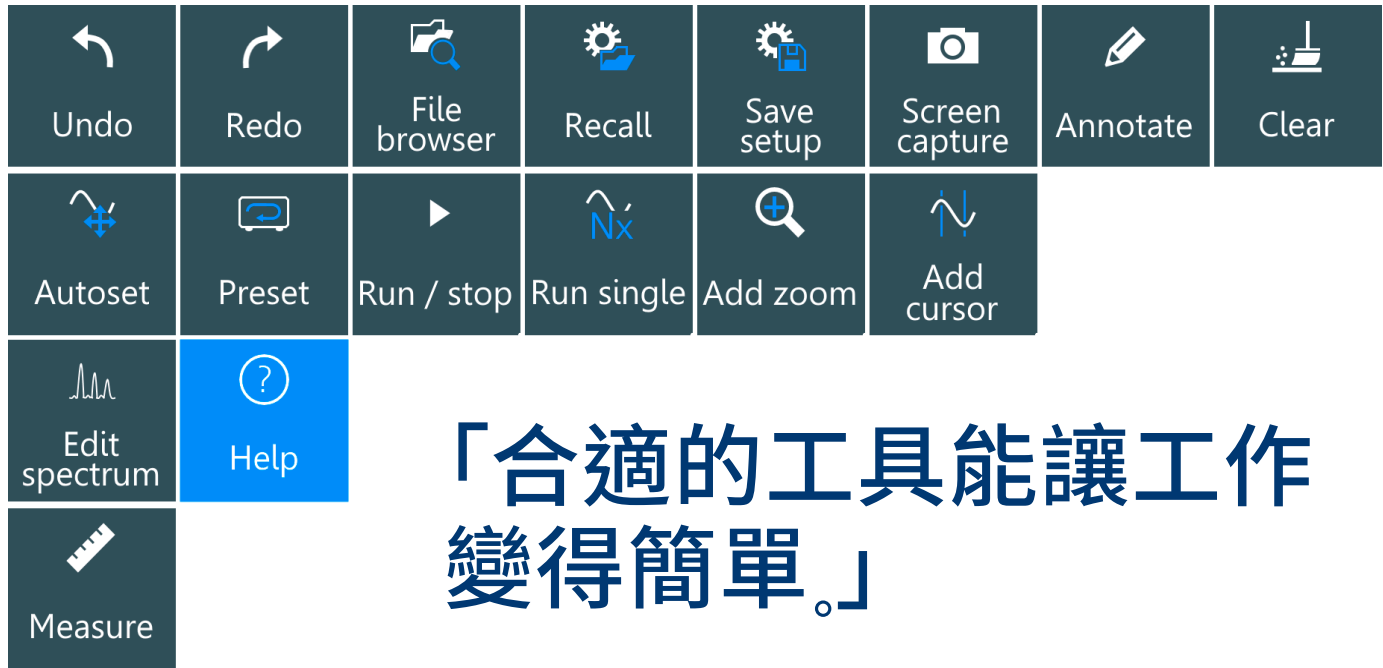 Undo
Redo
File
browser
Recall
Save
setup
Screen
capture
Annotate
Clear
Autoset
Preset
Run / stop
Nx
Run single
Add zoom
Add
cursor
Edit
spectrum
?
Help
Measure
「合適的工具能讓工作
變得簡單。」